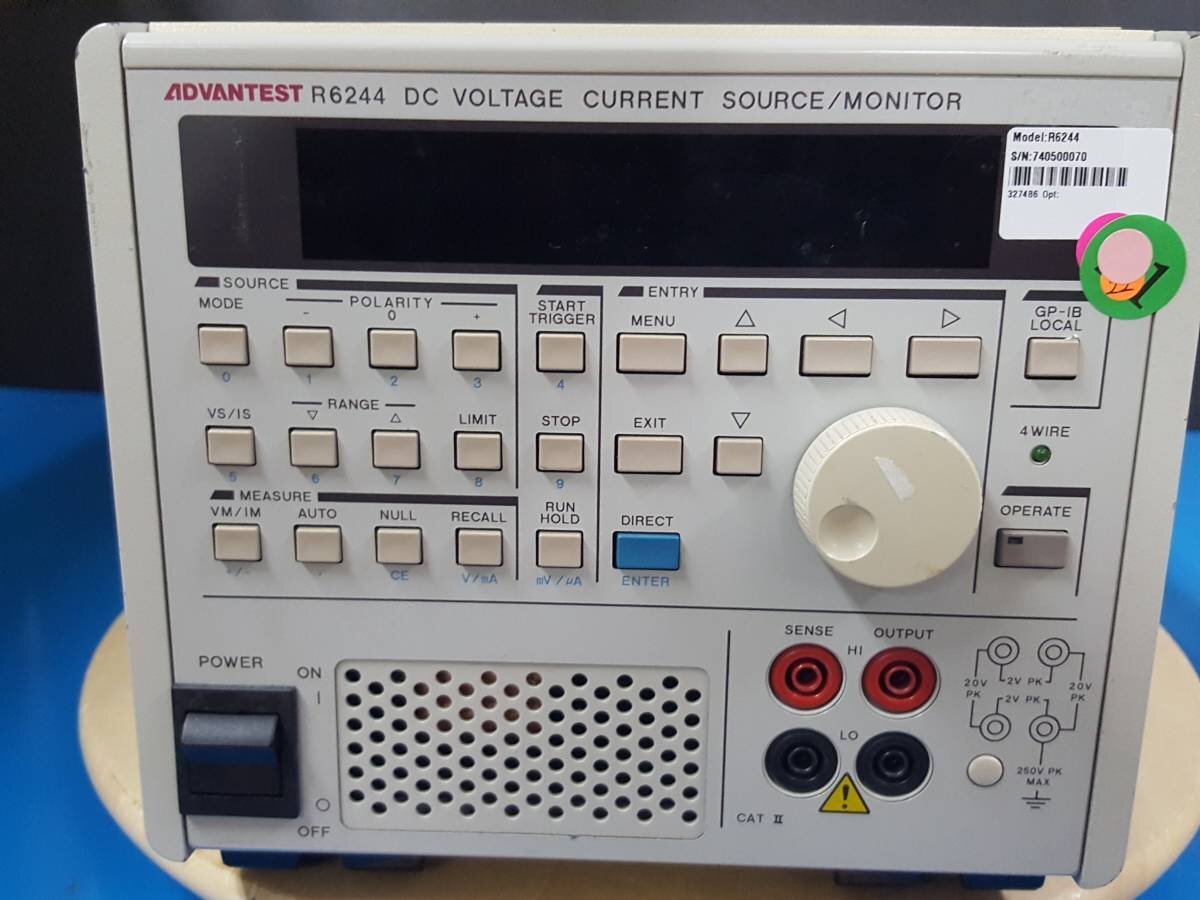 ADVANTEST R6244 DC VOLTAGE CURRENT SOURCE/MONITOR
Model:R6244
S/N:740500070
327486 Opt:
1
SOURCE
MODE
POLARITY
- 0 +
0 1 2 3
START
TRIGGER
4
ENTRY
MENU △ ◁ ▷
GP-IB
LOCAL
VS/IS
RANGE
▽ △
LIMIT
5 6 7 8
STOP
9
EXIT ▽
4 WIRE
MEASURE
VM/IM AUTO NULL RECALL
+/- . CE V/mA
RUN
HOLD
mV/μA
DIRECT
ENTER
OPERATE
POWER
ON
I
O
OFF
SENSE OUTPUT
HI
LO
CAT II
!
20V
PK
2V PK
2V PK
20V
PK
250V PK
MAX